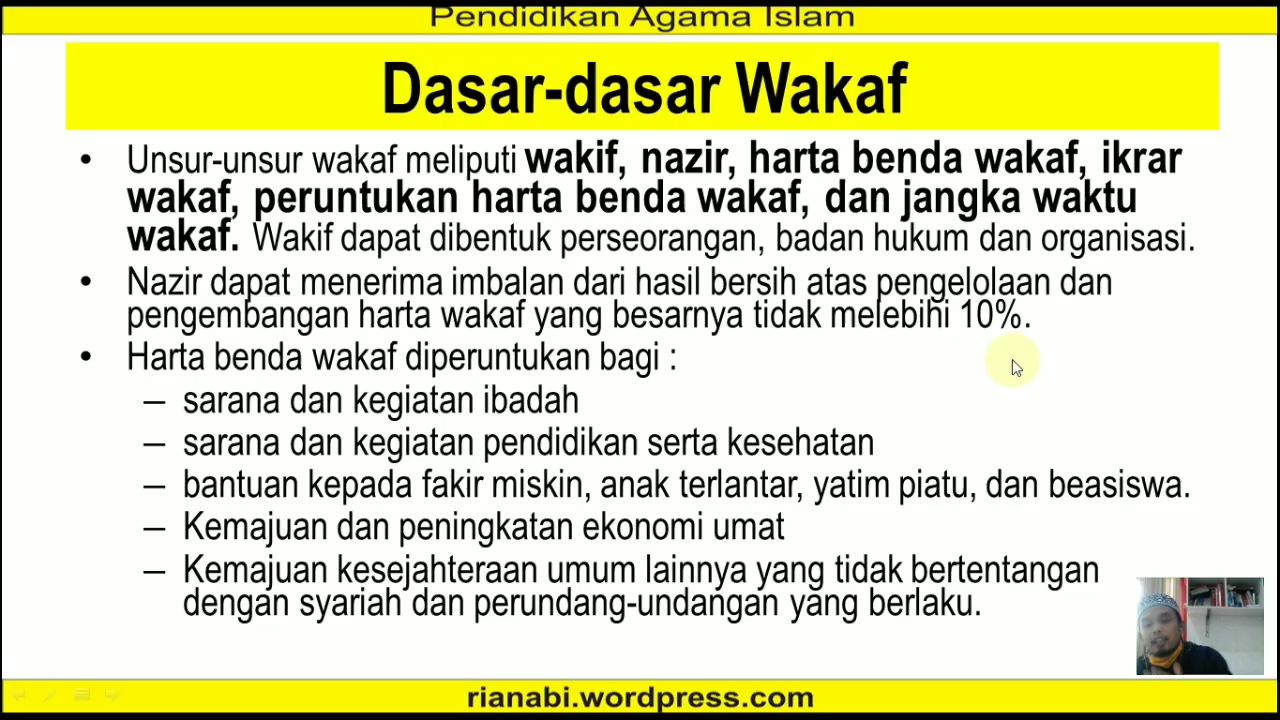 Pendidikan Agama Islam
Dasar-dasar Wakaf
• Unsur-unsur wakaf meliputi wakif, nazir, harta benda wakaf, ikrar
wakaf, peruntukan harta benda wakaf, dan jangka waktu
wakaf. Wakif dapat dibentuk perseorangan, badan hukum dan organisasi.
• Nazir dapat menerima imbalan dari hasil bersih atas pengelolaan dan
pengembangan harta wakaf yang besarnya tidak melebihi 10%.
• Harta benda wakaf diperuntukan bagi :
– sarana dan kegiatan ibadah
– sarana dan kegiatan pendidikan serta kesehatan
– bantuan kepada fakir miskin, anak terlantar, yatim piatu, dan beasiswa.
– Kemajuan dan peningkatan ekonomi umat
– Kemajuan kesejahteraan umum lainnya yang tidak bertentangan
dengan syariah dan perundang-undangan yang berlaku.
rianabi.wordpress.com